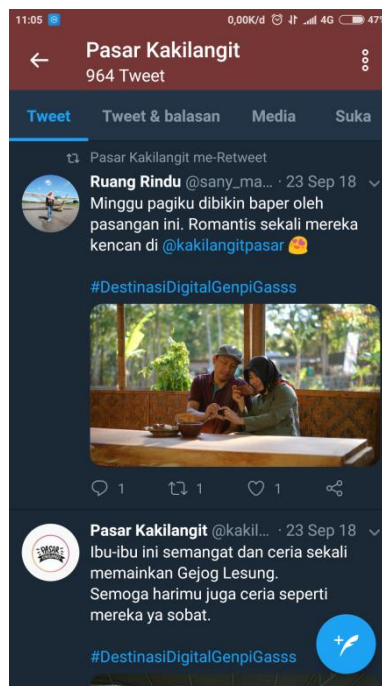 11:05 0,00K/d 4G 47%
Pasar Kakilangit
964 Tweet
Tweet Tweet & balasan Media Suka
Pasar Kakilangit me-Retweet
Ruang Rindu @sany_ma... · 23 Sep 18
Minggu pagiku dibikin baper oleh
pasangan ini. Romantis sekali mereka
kencan di @kakilangitpasar
#DestinasiDigitalGenpiGasss
1 1 1
PASAR
Pasar Kakilangit @kakil... · 23 Sep 18
Ibu-ibu ini semangat dan ceria sekali
memainkan Gejog Lesung.
Semoga harimu juga ceria seperti
mereka ya sobat.
#DestinasiDigitalGenpiGasss